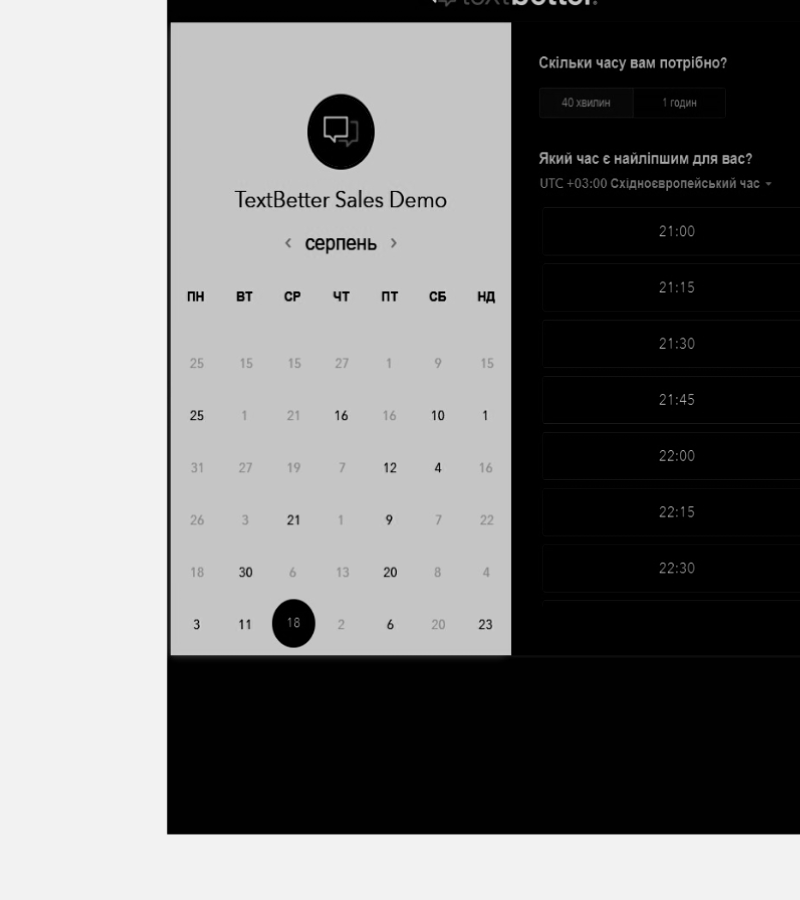 textbetter.
TextBetter Sales Demo
‹ серпень ›
ПН ВТ СР ЧТ ПТ СБ НД
25 15 15 27 1 9 15
25 1 21 16 16 10 1
31 27 19 7 12 4 16
26 3 21 1 9 7 22
18 30 6 13 20 8 4
3 11 18 2 6 20 23
Скільки часу вам потрібно?
40 хвилин 1 годин
Який час є найліпшим для вас?
UTC +03:00 Східноєвропейський час
21:00
21:15
21:30
21:45
22:00
22:15
22:30